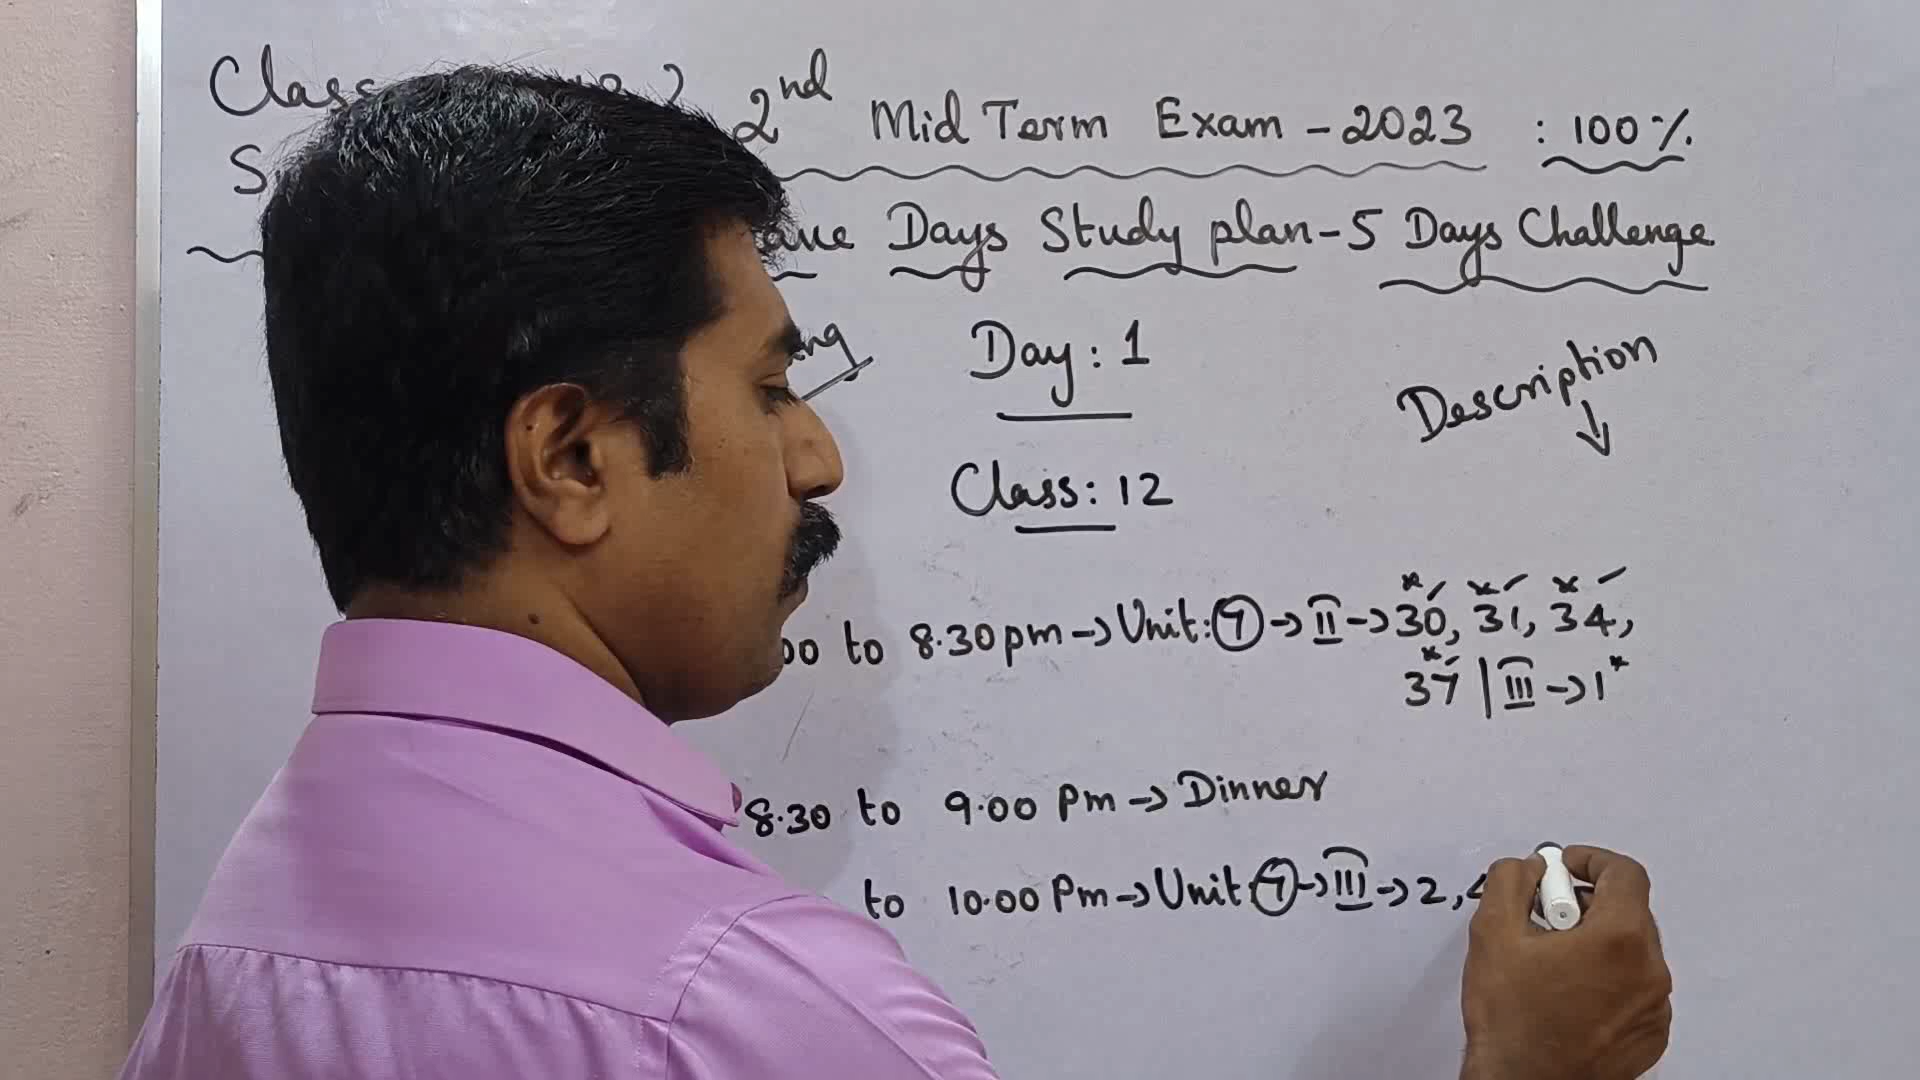 2nd Mid Term Exam - 2023 : 100%
Days Study plan - 5 Days Challenge
Day : 1
Description
Class : 12
to 8.30 pm → Unit : 7 → II → 30, 31, 34,
37 | III → 1*
8.30 to 9.00 Pm → Dinner
to 10.00 Pm → Unit : 7 → III → 2,